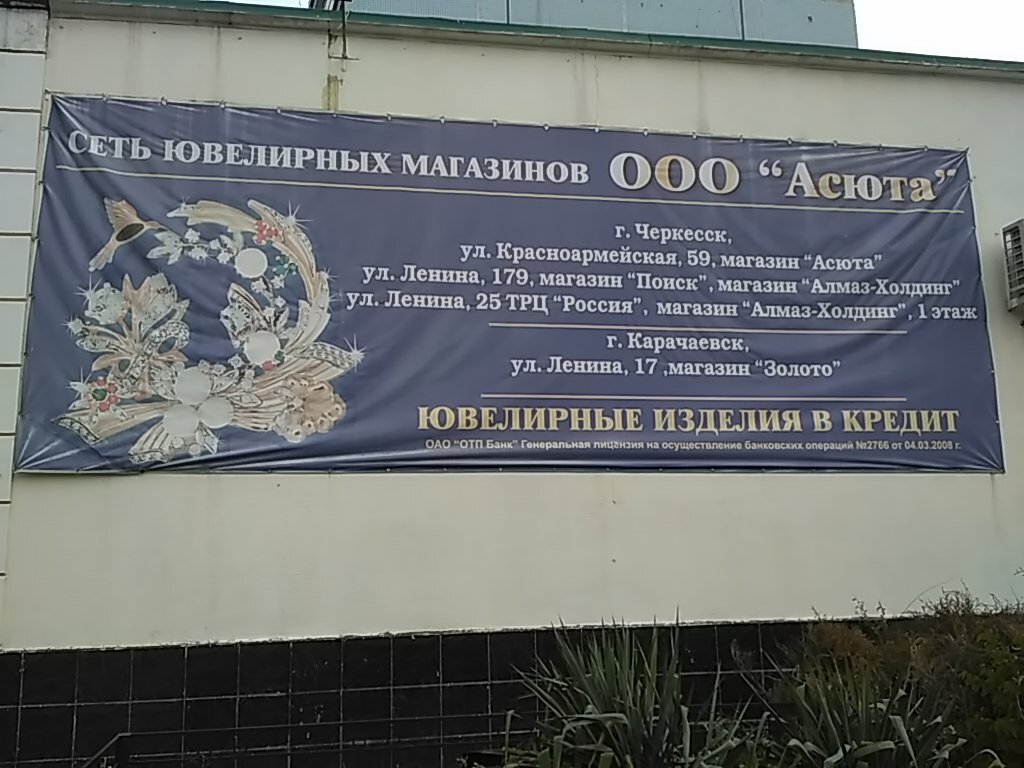 Сеть ювелирных магазинов ООО “Асюта”
г. Черкесск,
ул. Красноармейская, 59, магазин “Асюта”
ул. Ленина, 179, магазин “Поиск”, магазин “Алмаз-Холдинг”
ул. Ленина, 25 ТРЦ “Россия”, магазин “Алмаз-Холдинг”, 1 этаж
г. Карачаевск,
ул. Ленина, 17 ,магазин “Золото”
ЮВЕЛИРНЫЕ ИЗДЕЛИЯ В КРЕДИТ
ОАО “ОТП Банк” Генеральная лицензия на осуществление банковских операций №2766 от 04.03.2008 г.